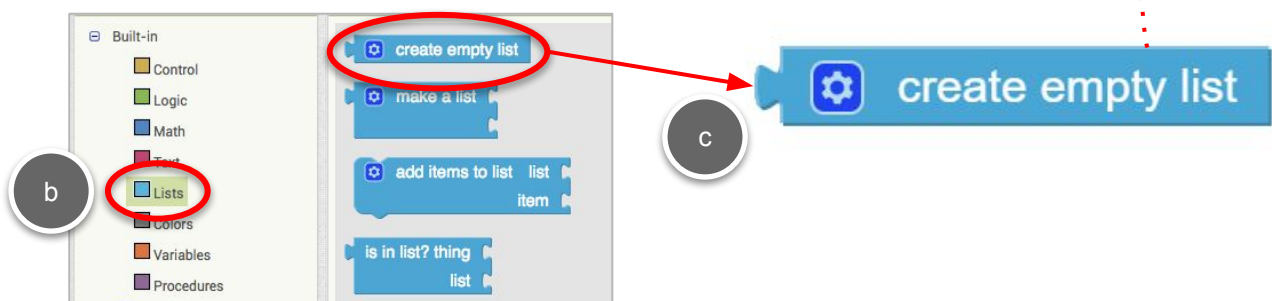 Built-in
Control
Logic
Math
Text
Lists
Colors
Variables
Procedures
b
create empty list
make a list
add items to list list
item
is in list? thing
list
c
create empty list